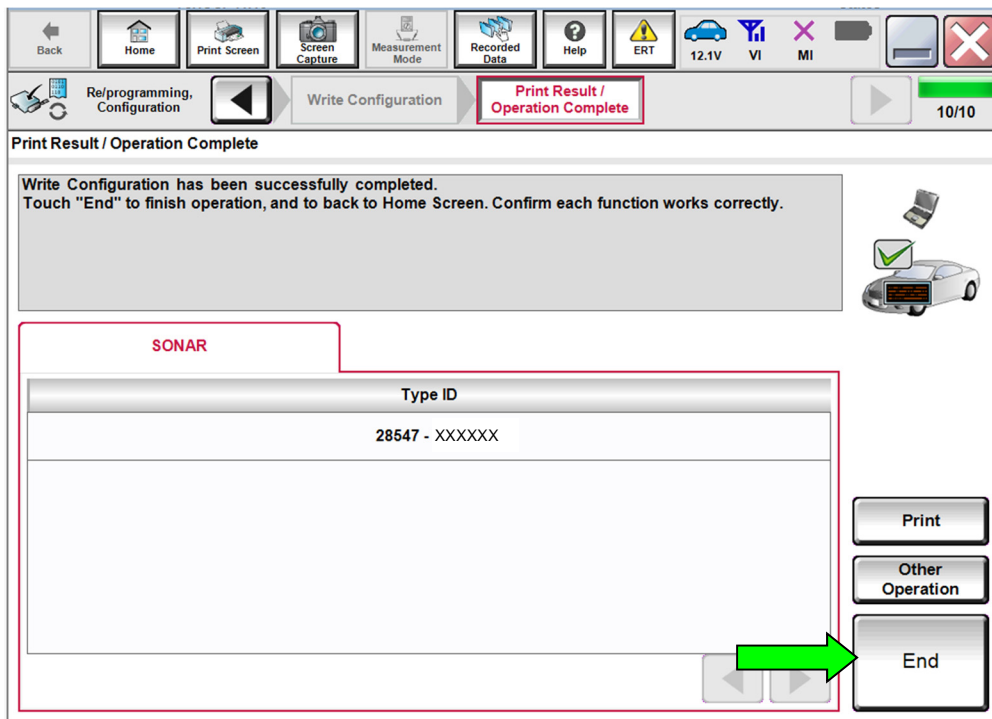 Back
Home
Print Screen
Screen
Capture
Measurement
Mode
Recorded
Data
Help
ERT
12.1V
VI
MI
Re/programming,
Configuration
Write Configuration
Print Result /
Operation Complete
10/10
Print Result / Operation Complete
Write Configuration has been successfully completed.
Touch "End" to finish operation, and to back to Home Screen. Confirm each function works correctly.
SONAR
Type ID
28547 - XXXXXX
Print
Other
Operation
End